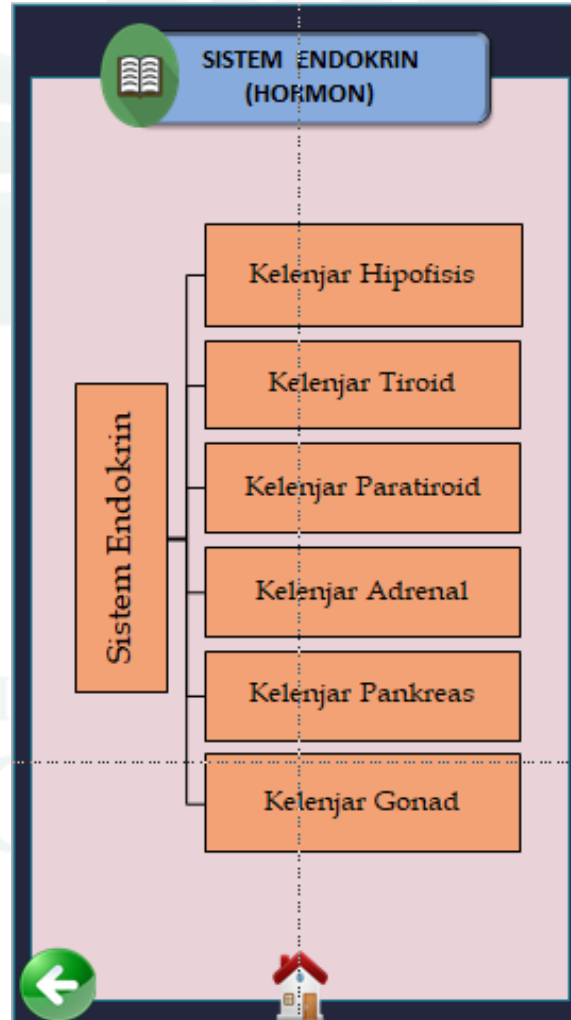 SISTEM ENDOKRIN
(HORMON)
Kelenjar Hipofisis
Kelenjar Tiroid
Kelenjar Paratiroid
Sistem Endokrin
Kelenjar Adrenal
Kelenjar Pankreas
Kelenjar Gonad